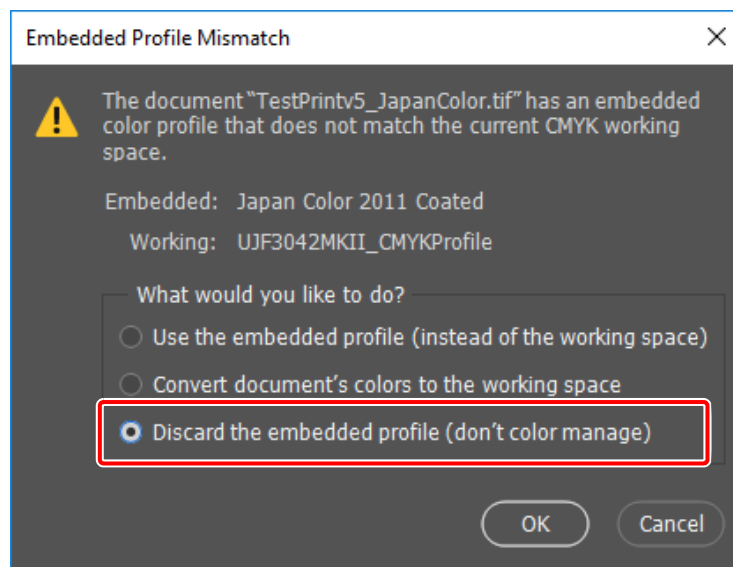 Embedded Profile Mismatch
The document "TestPrintv5_JapanColor.tif" has an embedded
color profile that does not match the current CMYK working
space.
Embedded: Japan Color 2011 Coated
Working: UJF3042MKII_CMYKProfile
What would you like to do?
Use the embedded profile (instead of the working space)
Convert document's colors to the working space
Discard the embedded profile (don't color manage)
OK Cancel